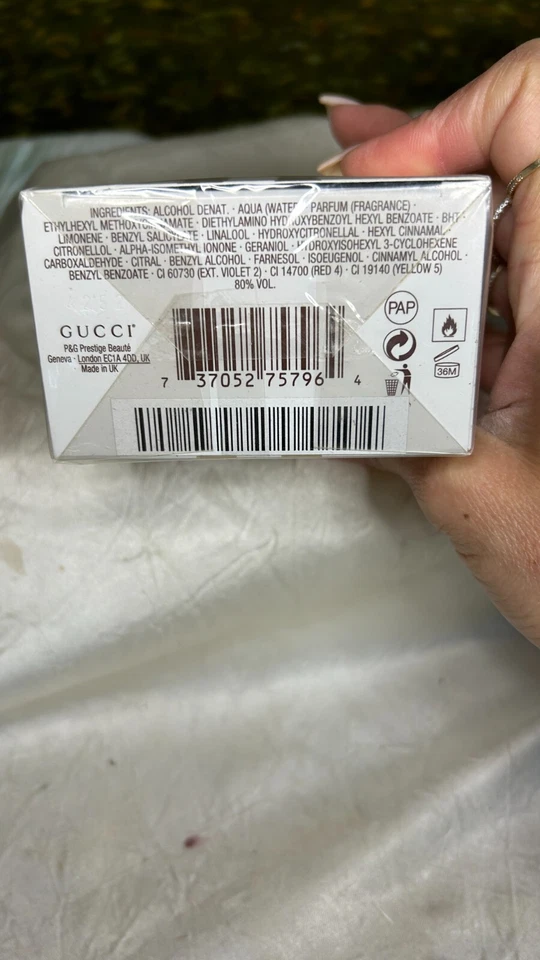 INGREDIENTS: ALCOHOL DENAT. · AQUA (WATER) · PARFUM (FRAGRANCE) ·
ETHYLHEXYL METHOXYCINNAMATE · DIETHYLAMINO HYDROXYBENZOYL HEXYL BENZOATE · BHT ·
LIMONENE · BENZYL SALICYLATE · LINALOOL · HYDROXYCITRONELLAL · HEXYL CINNAMAL ·
CITRONELLOL · ALPHA-ISOMETHYL IONONE · GERANIOL · HYDROXYISOHEXYL 3-CYCLOHEXENE
CARBOXALDEHYDE · CITRAL · BENZYL ALCOHOL · FARNESOL · ISOEUGENOL · CINNAMYL ALCOHOL ·
BENZYL BENZOATE · CI 60730 (EXT. VIOLET 2) · CI 14700 (RED 4) · CI 19140 (YELLOW 5)
80% VOL.
GUCCI
P&G Prestige Beauté
Geneva - London EC1A 4DD, UK
Made in UK
7 37052 75796 4
PAP
36M